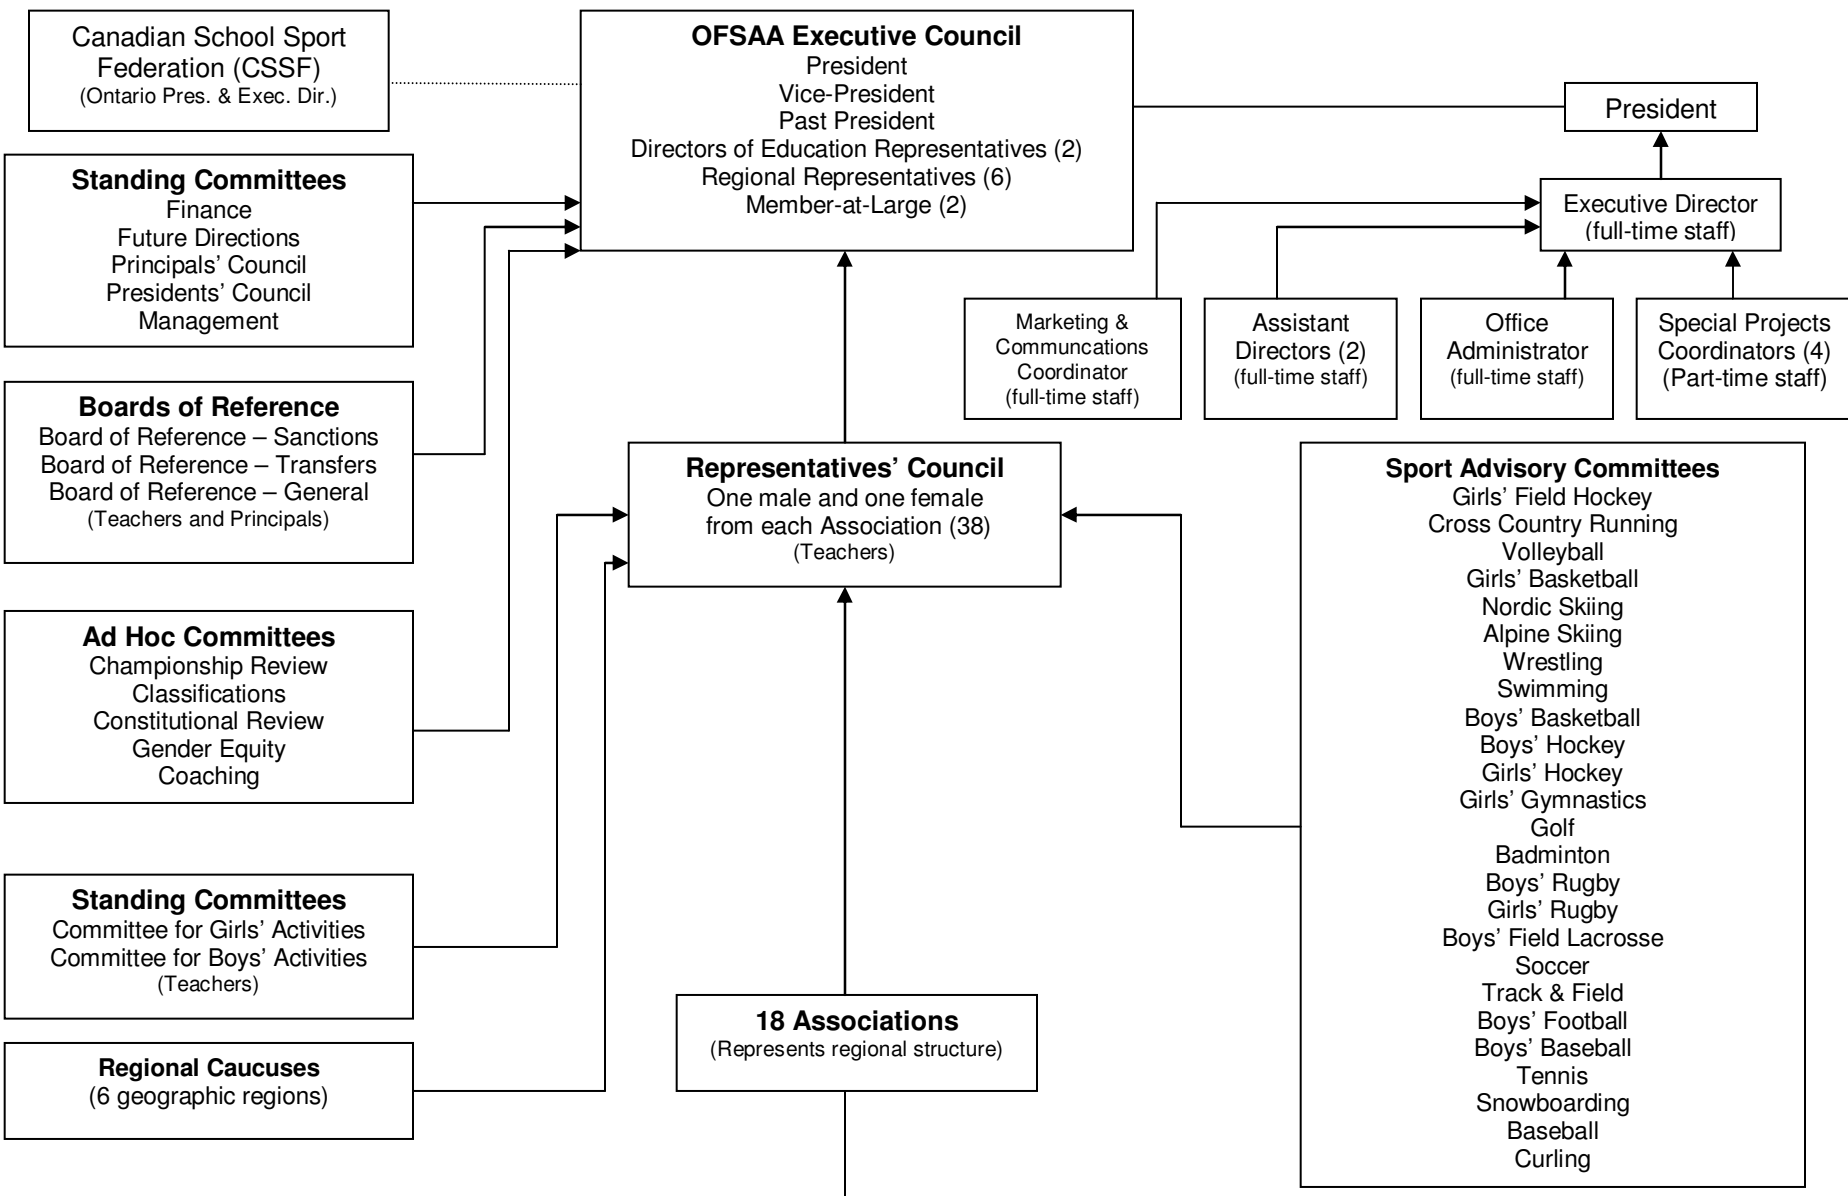 Canadian School Sport
Federation (CSSF)
(Ontario Pres. & Exec. Dir.)
OFSAA Executive Council
President
Vice-President
Past President
Directors of Education Representatives (2)
Regional Representatives (6)
Member-at-Large (2)
President
Executive Director
(full-time staff)
Standing Committees
Finance
Future Directions
Principals’ Council
Presidents’ Council
Management
Marketing &
Communcations
Coordinator
(full-time staff)
Assistant
Directors (2)
(full-time staff)
Office
Administrator
(full-time staff)
Special Projects
Coordinators (4)
(Part-time staff)
Boards of Reference
Board of Reference – Sanctions
Board of Reference – Transfers
Board of Reference – General
(Teachers and Principals)
Representatives’ Council
One male and one female
from each Association (38)
(Teachers)
Sport Advisory Committees
Girls’ Field Hockey
Cross Country Running
Volleyball
Girls’ Basketball
Nordic Skiing
Alpine Skiing
Wrestling
Swimming
Boys’ Basketball
Boys’ Hockey
Girls’ Hockey
Girls’ Gymnastics
Golf
Badminton
Boys’ Rugby
Girls’ Rugby
Boys’ Field Lacrosse
Soccer
Track & Field
Boys’ Football
Boys’ Baseball
Tennis
Snowboarding
Baseball
Curling
Ad Hoc Committees
Championship Review
Classifications
Constitutional Review
Gender Equity
Coaching
Standing Committees
Committee for Girls’ Activities
Committee for Boys’ Activities
(Teachers)
18 Associations
(Represents regional structure)
Regional Caucuses
(6 geographic regions)